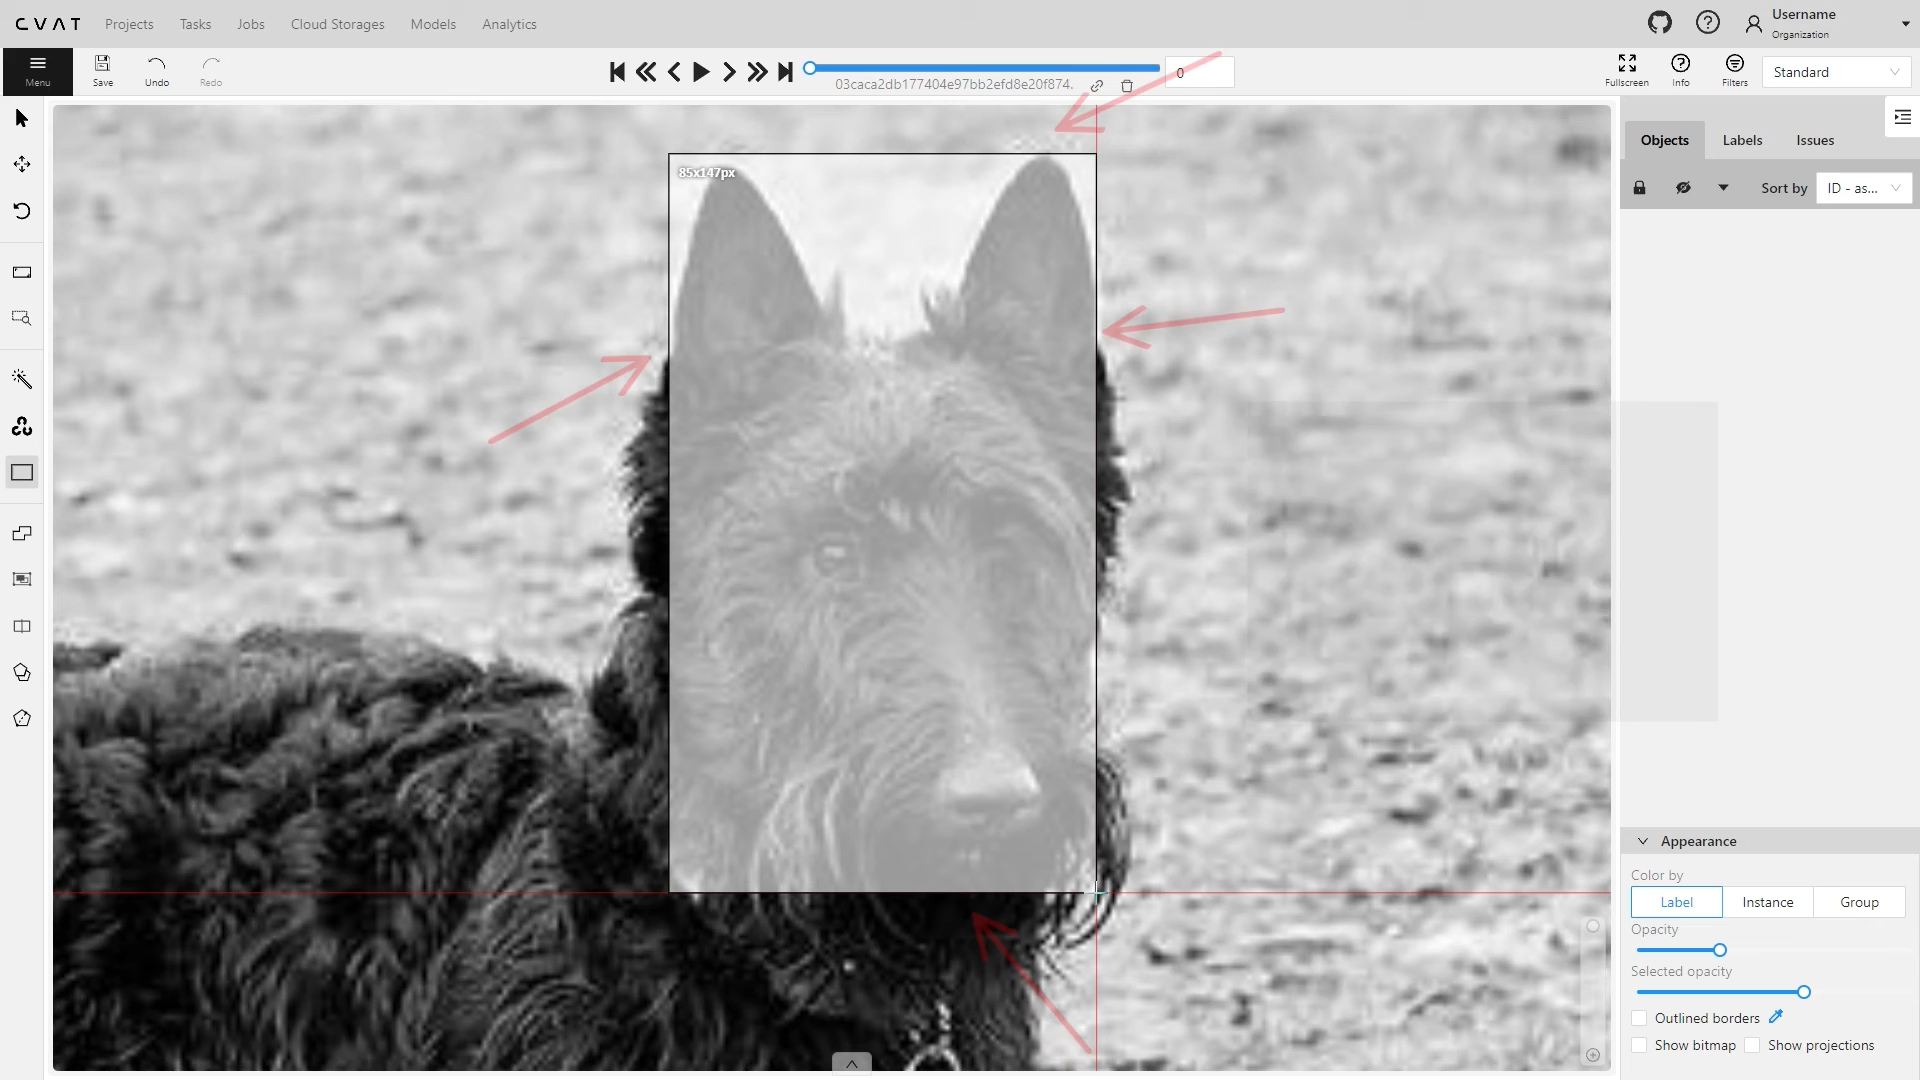 CVAT Projects Tasks Jobs Cloud Storages Models Analytics
Username
Organization
Menu Save Undo Redo
0
03caca2db177404e97bb2efd8e20f874.
Fullscreen Info Filters
Standard
85x147px
Objects Labels Issues
Sort by ID - as...
Appearance
Color by
Label Instance Group
Opacity
Selected opacity
Outlined borders
Show bitmap Show projections